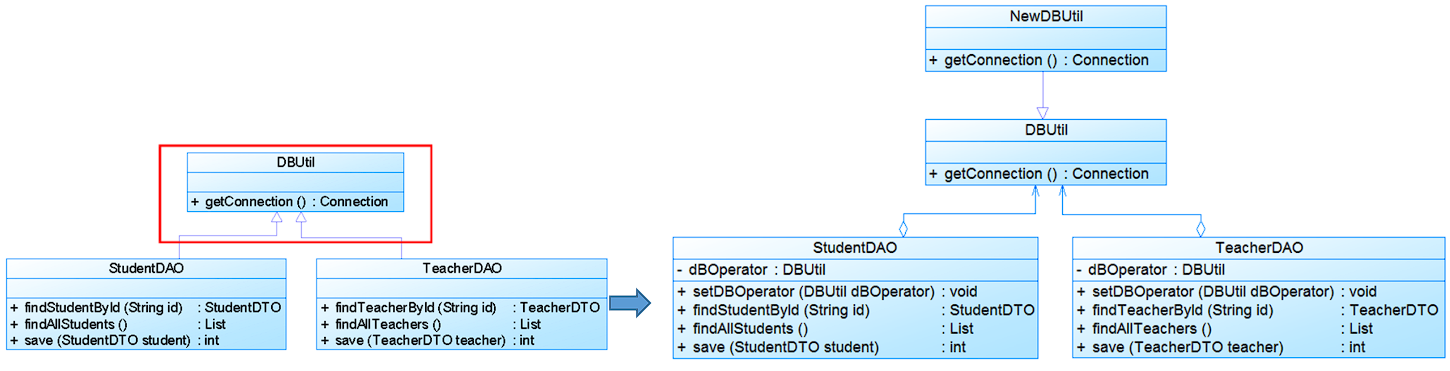 DBUtil
+ getConnection () : Connection
StudentDAO
+ findStudentById (String id) : StudentDTO
+ findAllStudents () : List
+ save (StudentDTO student) : int
TeacherDAO
+ findTeacherById (String id) : TeacherDTO
+ findAllTeachers () : List
+ save (TeacherDTO teacher) : int
NewDBUtil
+ getConnection () : Connection
DBUtil
+ getConnection () : Connection
StudentDAO
- dBOperator : DBUtil
+ setDBOperator (DBUtil dBOperator) : void
+ findStudentById (String id) : StudentDTO
+ findAllStudents () : List
+ save (StudentDTO student) : int
TeacherDAO
- dBOperator : DBUtil
+ setDBOperator (DBUtil dBOperator) : void
+ findTeacherById (String id) : TeacherDTO
+ findAllTeachers () : List
+ save (TeacherDTO teacher) : int